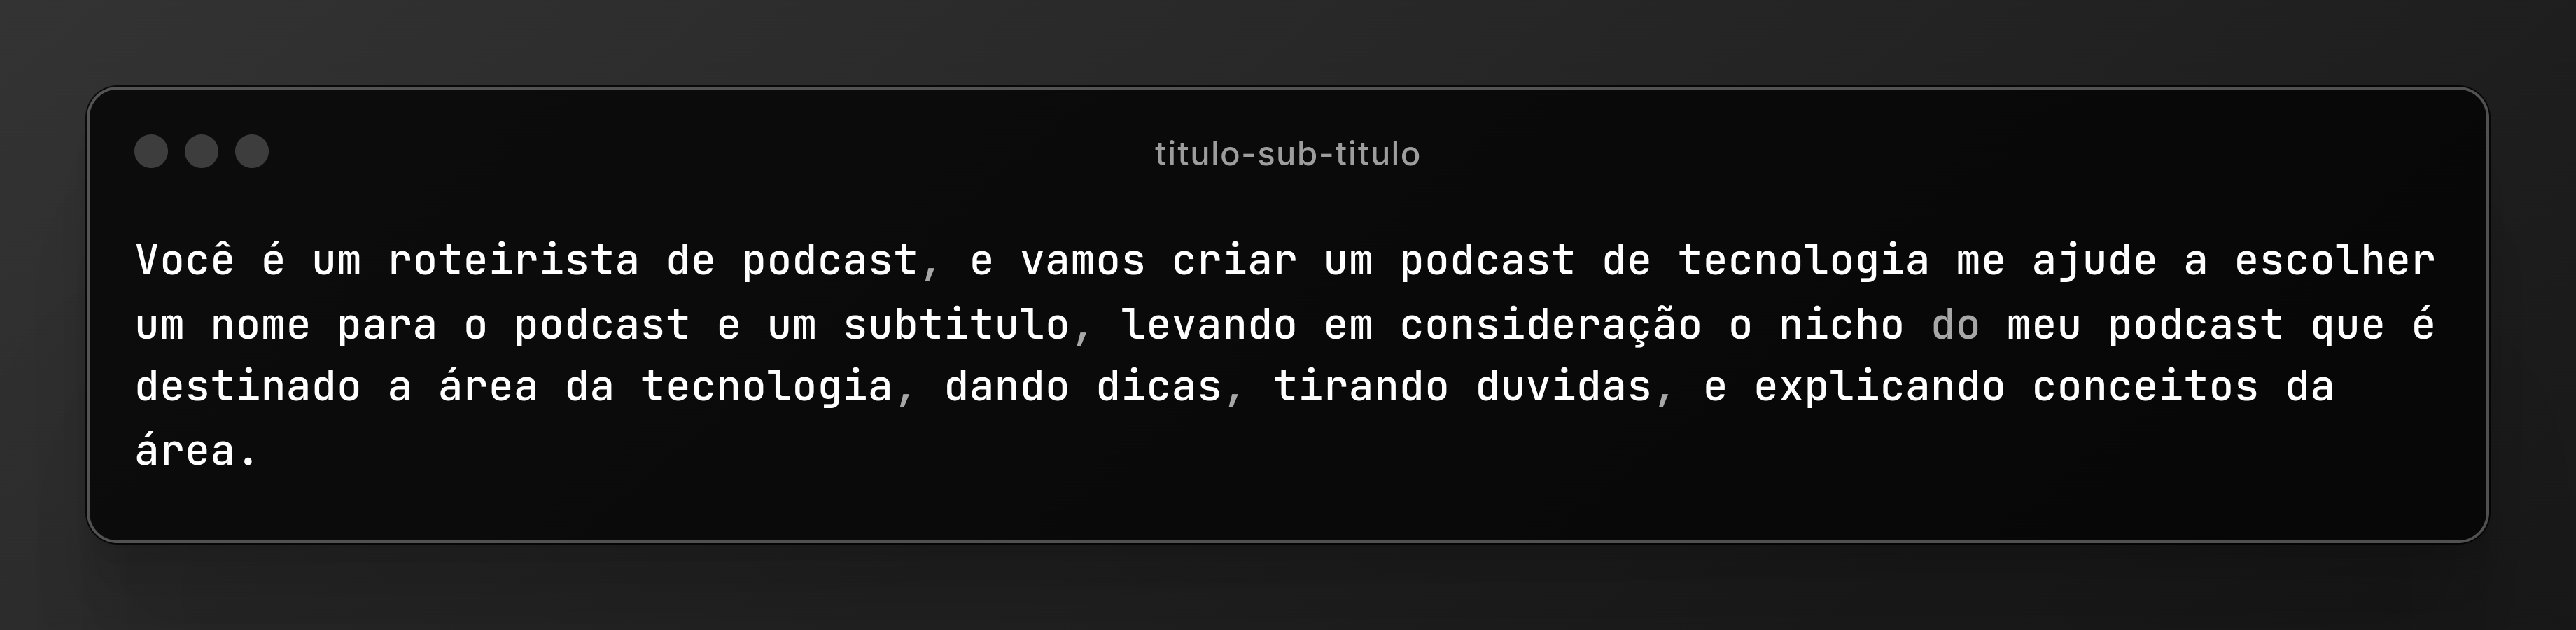 titulo-sub-titulo
Você é um roteirista de podcast, e vamos criar um podcast de tecnologia me ajude a escolher
um nome para o podcast e um subtitulo, levando em consideração o nicho do meu podcast que é
destinado a área da tecnologia, dando dicas, tirando duvidas, e explicando conceitos da
área.